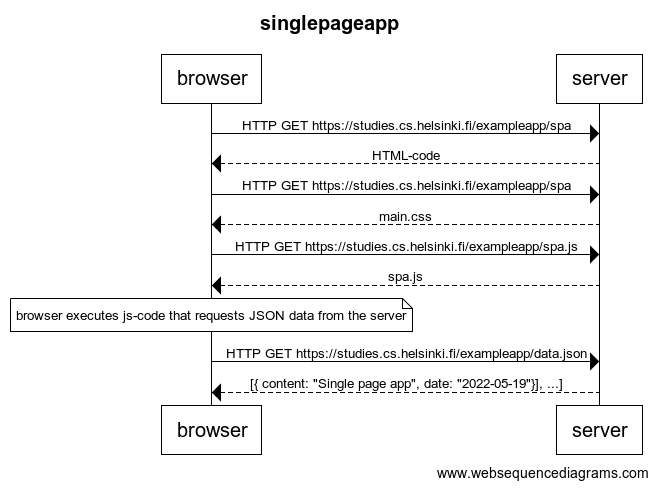 singlepageapp
browser
server
HTTP GET https://studies.cs.helsinki.fi/exampleapp/spa
HTML-code
HTTP GET https://studies.cs.helsinki.fi/exampleapp/spa
main.css
HTTP GET https://studies.cs.helsinki.fi/exampleapp/spa.js
spa.js
browser executes js-code that requests JSON data from the server
HTTP GET https://studies.cs.helsinki.fi/exampleapp/data.json
[{ content: "Single page app", date: "2022-05-19"}], ...]
browser
server
www.websequencediagrams.com